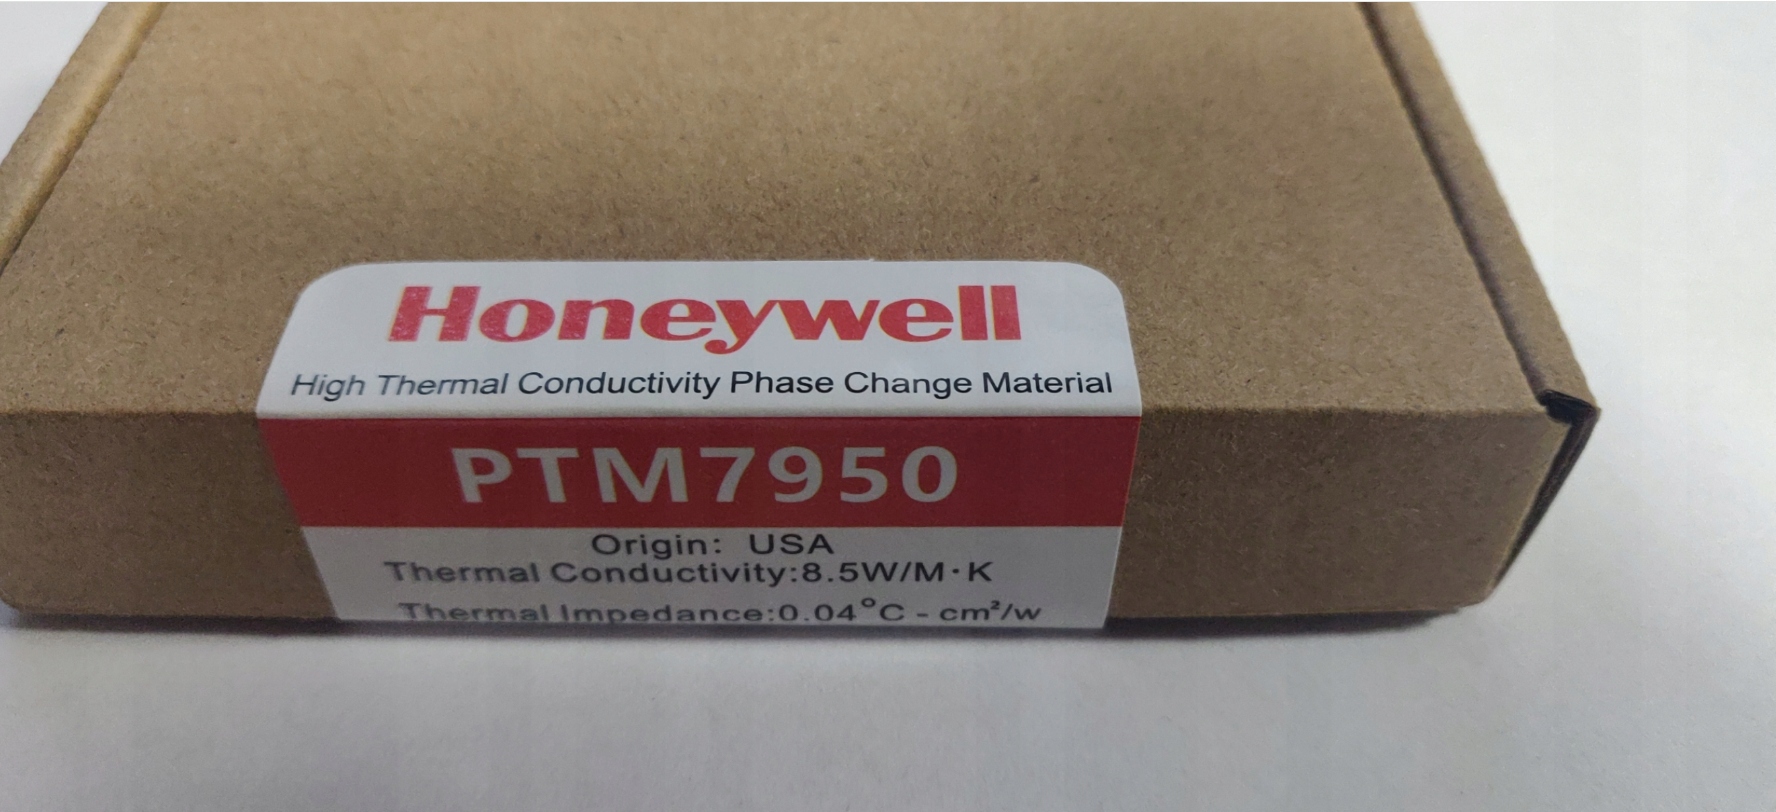 Honeywell
High Thermal Conductivity Phase Change Material
PTM7950
Origin: USA
Thermal Conductivity:8.5W/M·K
Thermal Impedance:0.04°C - cm²/w